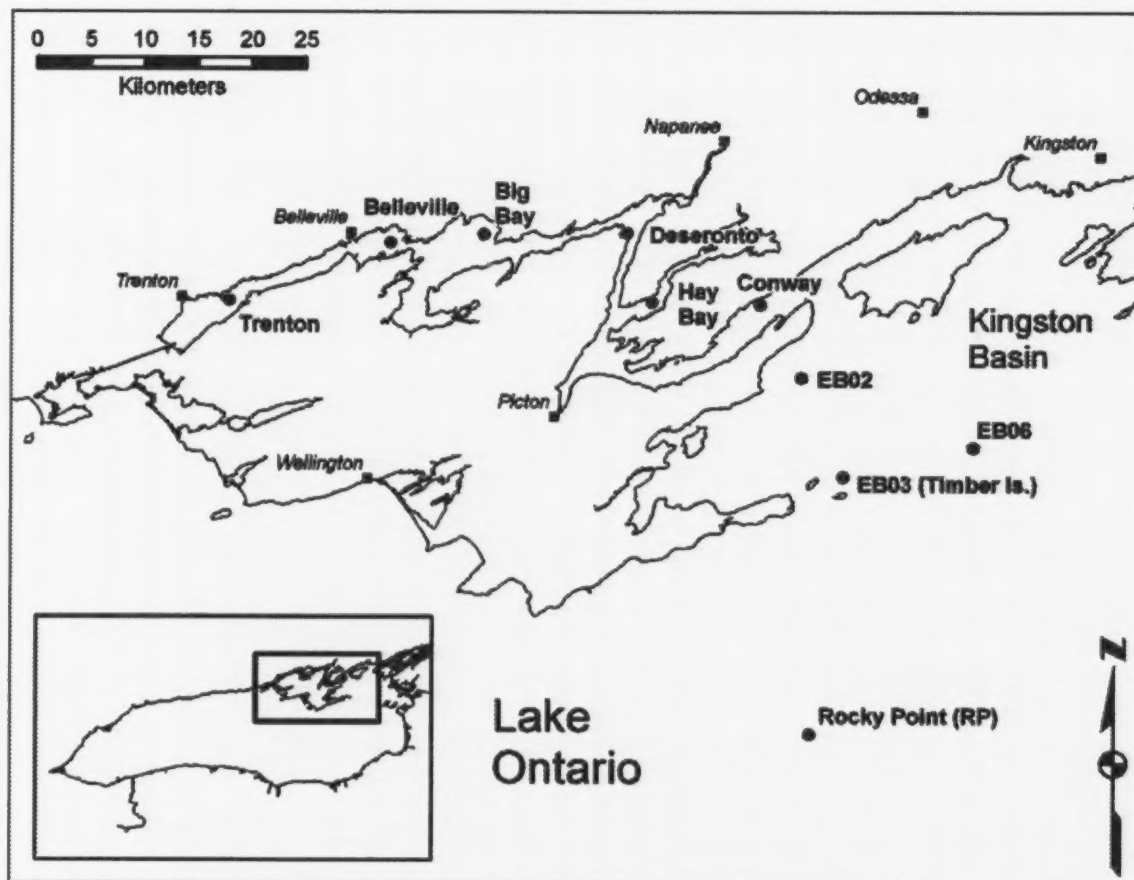 0 5 10 15 20 25
Kilometers
Odessa
Napanee
Kingston
Belleville
Belleville
Big
Bay
Deseronto
Trenton
Trenton
Hay
Bay
Conway
Kingston
Basin
EB02
Picton
EB06
Wellington
EB03 (Timber Is.)
N
Lake
Ontario
Rocky Point (RP)